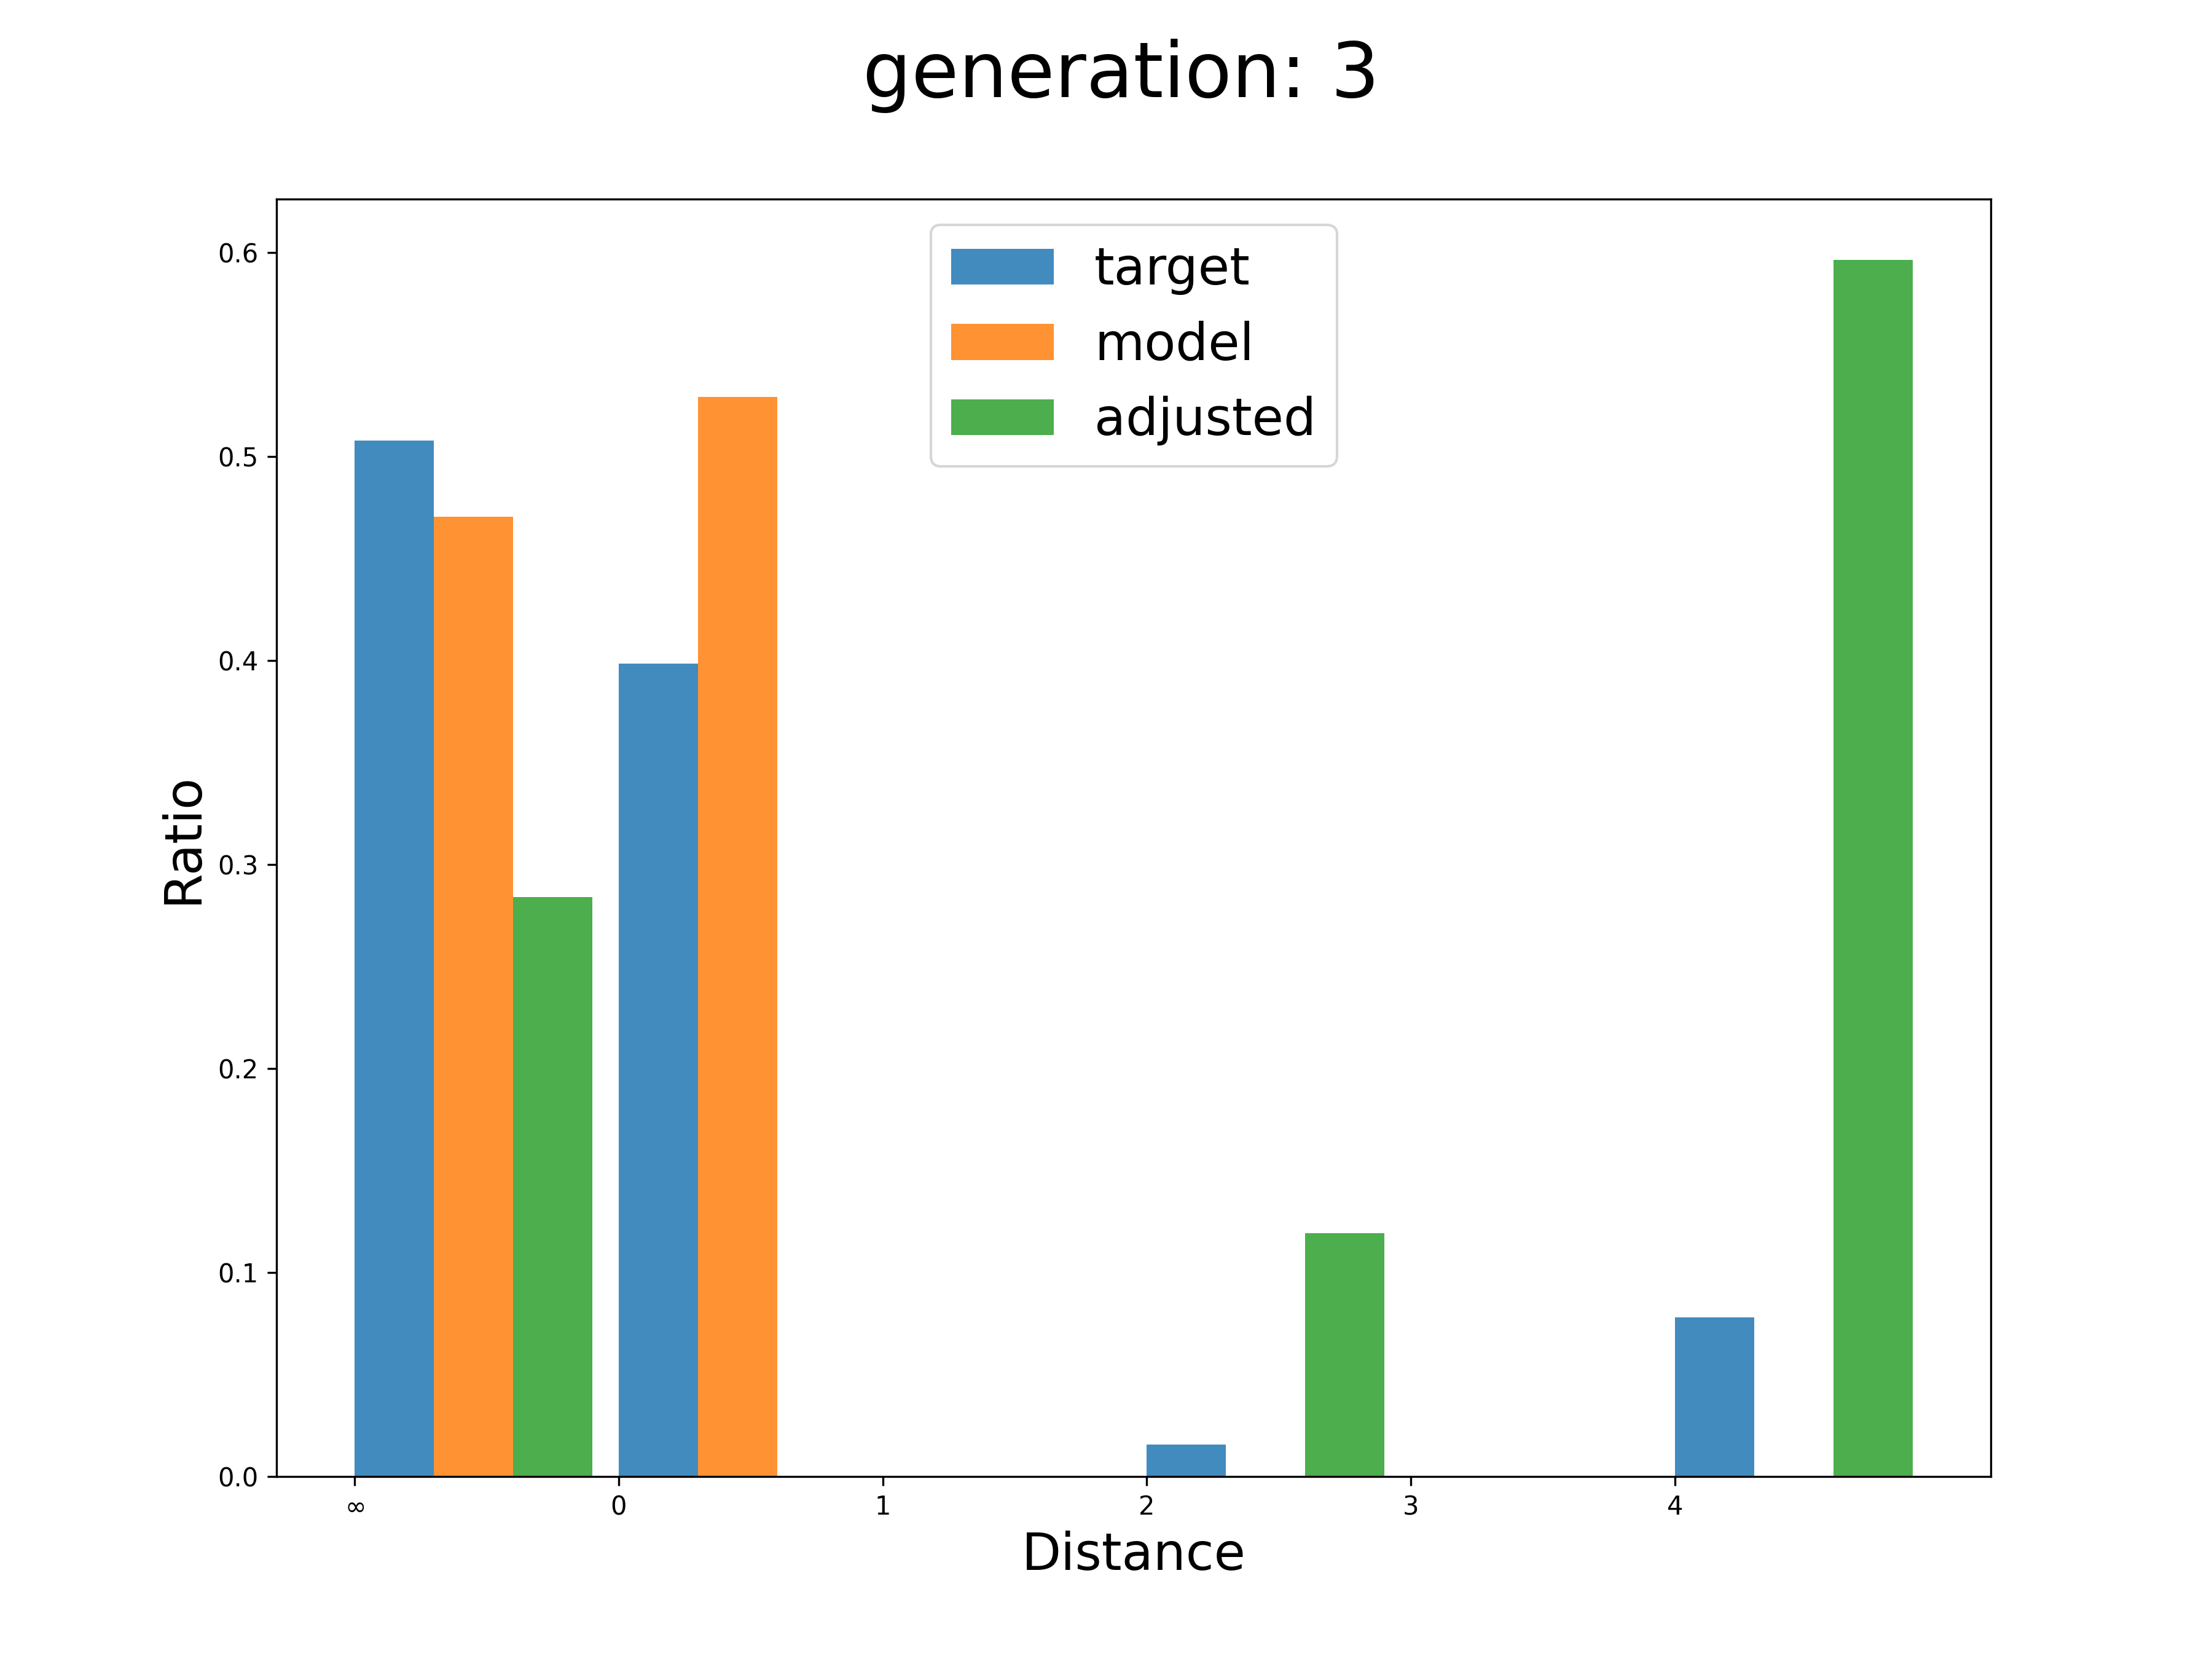 generation: 3
target
model
adjusted
Ratio
0.6
0.5
0.4
0.3
0.2
0.1
0.0
∞ 0 1 2 3 4
Distance